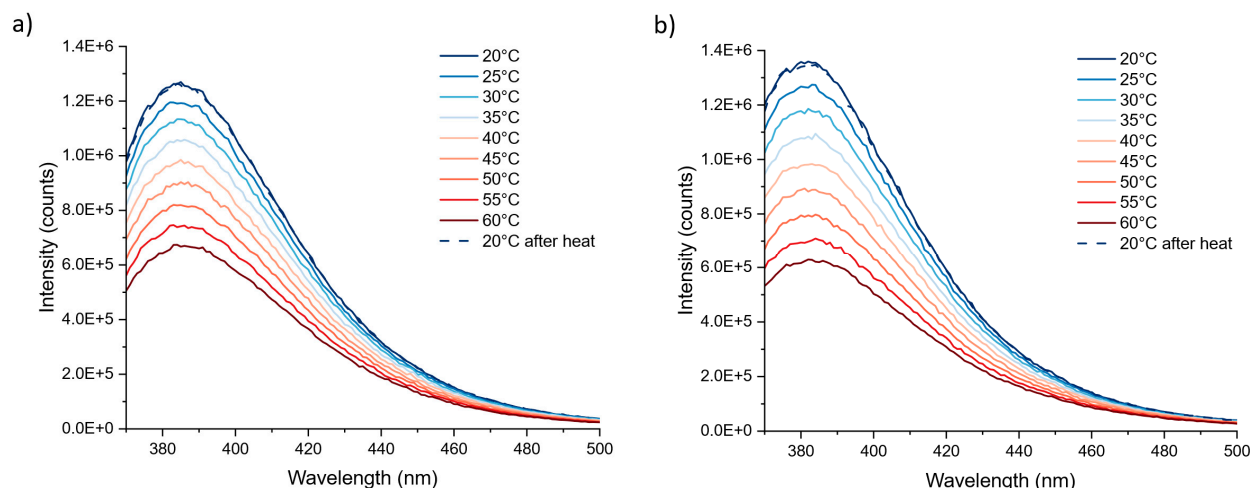 a)
1.4E+6
1.2E+6
1.0E+6
8.0E+5
6.0E+5
4.0E+5
2.0E+5
0.0E+0
Intensity (counts)
380 400 420 440 460 480 500
Wavelength (nm)
20°C
25°C
30°C
35°C
40°C
45°C
50°C
55°C
60°C
20°C after heat
b)
1.4E+6
1.2E+6
1.0E+6
8.0E+5
6.0E+5
4.0E+5
2.0E+5
0.0E+0
Intensity (counts)
380 400 420 440 460 480 500
Wavelength (nm)
20°C
25°C
30°C
35°C
40°C
45°C
50°C
55°C
60°C
20°C after heat